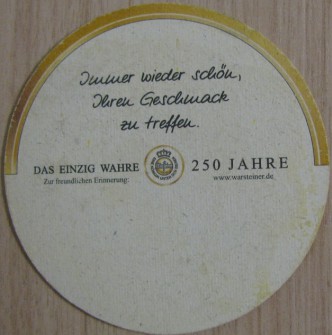 Immer wieder schön,
Ihren Geschmack
zu treffen.
DAS EINZIG WAHRE 250 JAHRE
Zur freundlichen Erinnerung: www.warsteiner.de